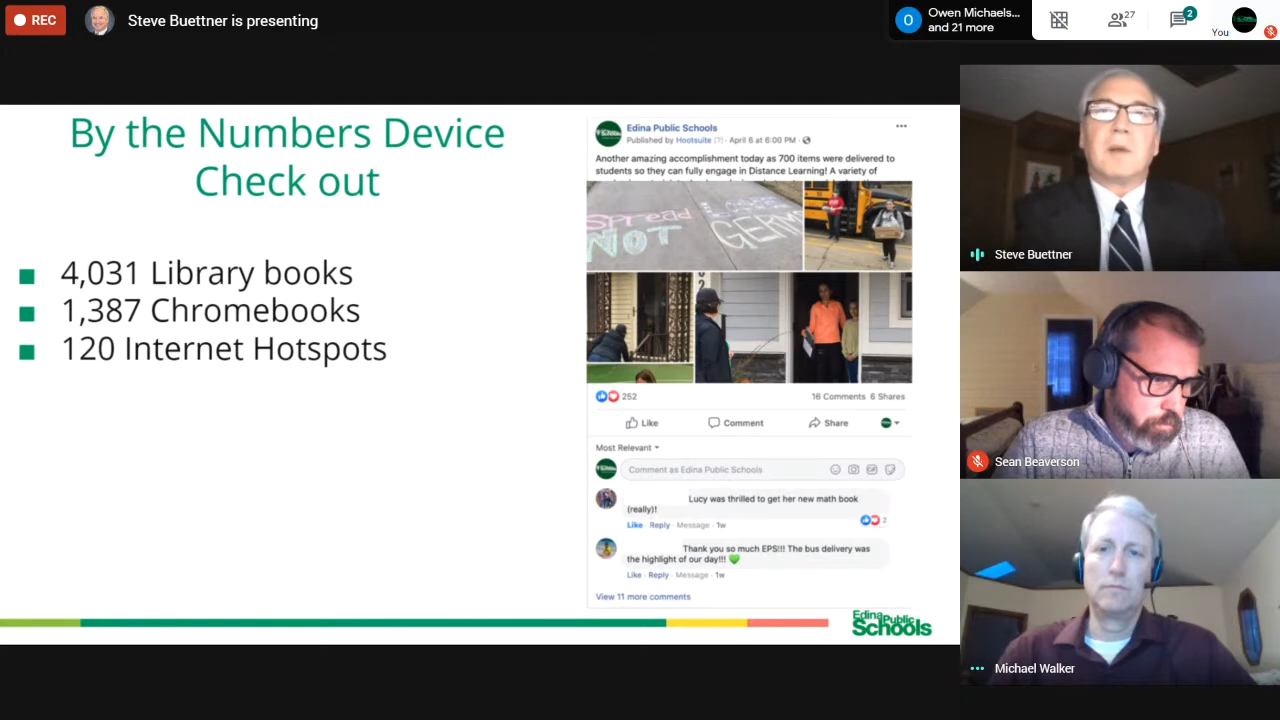 REC
Steve Buettner is presenting
Owen Michaels...
and 21 more
27
2
You
By the Numbers Device
Check out
■ 4,031 Library books
■ 1,387 Chromebooks
■ 120 Internet Hotspots
Edina Public Schools
Published by Hootsuite [?] · April 6 at 6:00 PM ·
Another amazing accomplishment today as 700 items were delivered to
students so they can fully engage in Distance Learning! A variety of
Spread
NOT
GERMS
252
16 Comments 6 Shares
Like Comment Share
Most Relevant
Comment as Edina Public Schools
GIF
Lucy was thrilled to get her new math book
(really)!
2
Like · Reply · Message · 1w
Thank you so much EPS!!! The bus delivery was
the highlight of our day!!! 💚
Like · Reply · Message · 1w
View 11 more comments
Edina Public
Schools
Steve Buettner
Sean Beaverson
Michael Walker